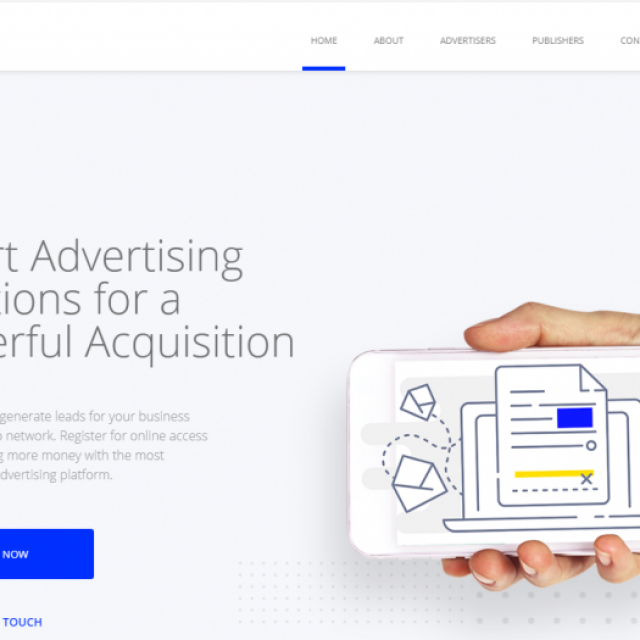 HOME ABOUT ADVERTISERS PUBLISHERS CON
rt Advertising
tions for a
erful Acquisition
generate leads for your business
network. Register for online access
g more money with the most
dvertising platform.
NOW
TOUCH